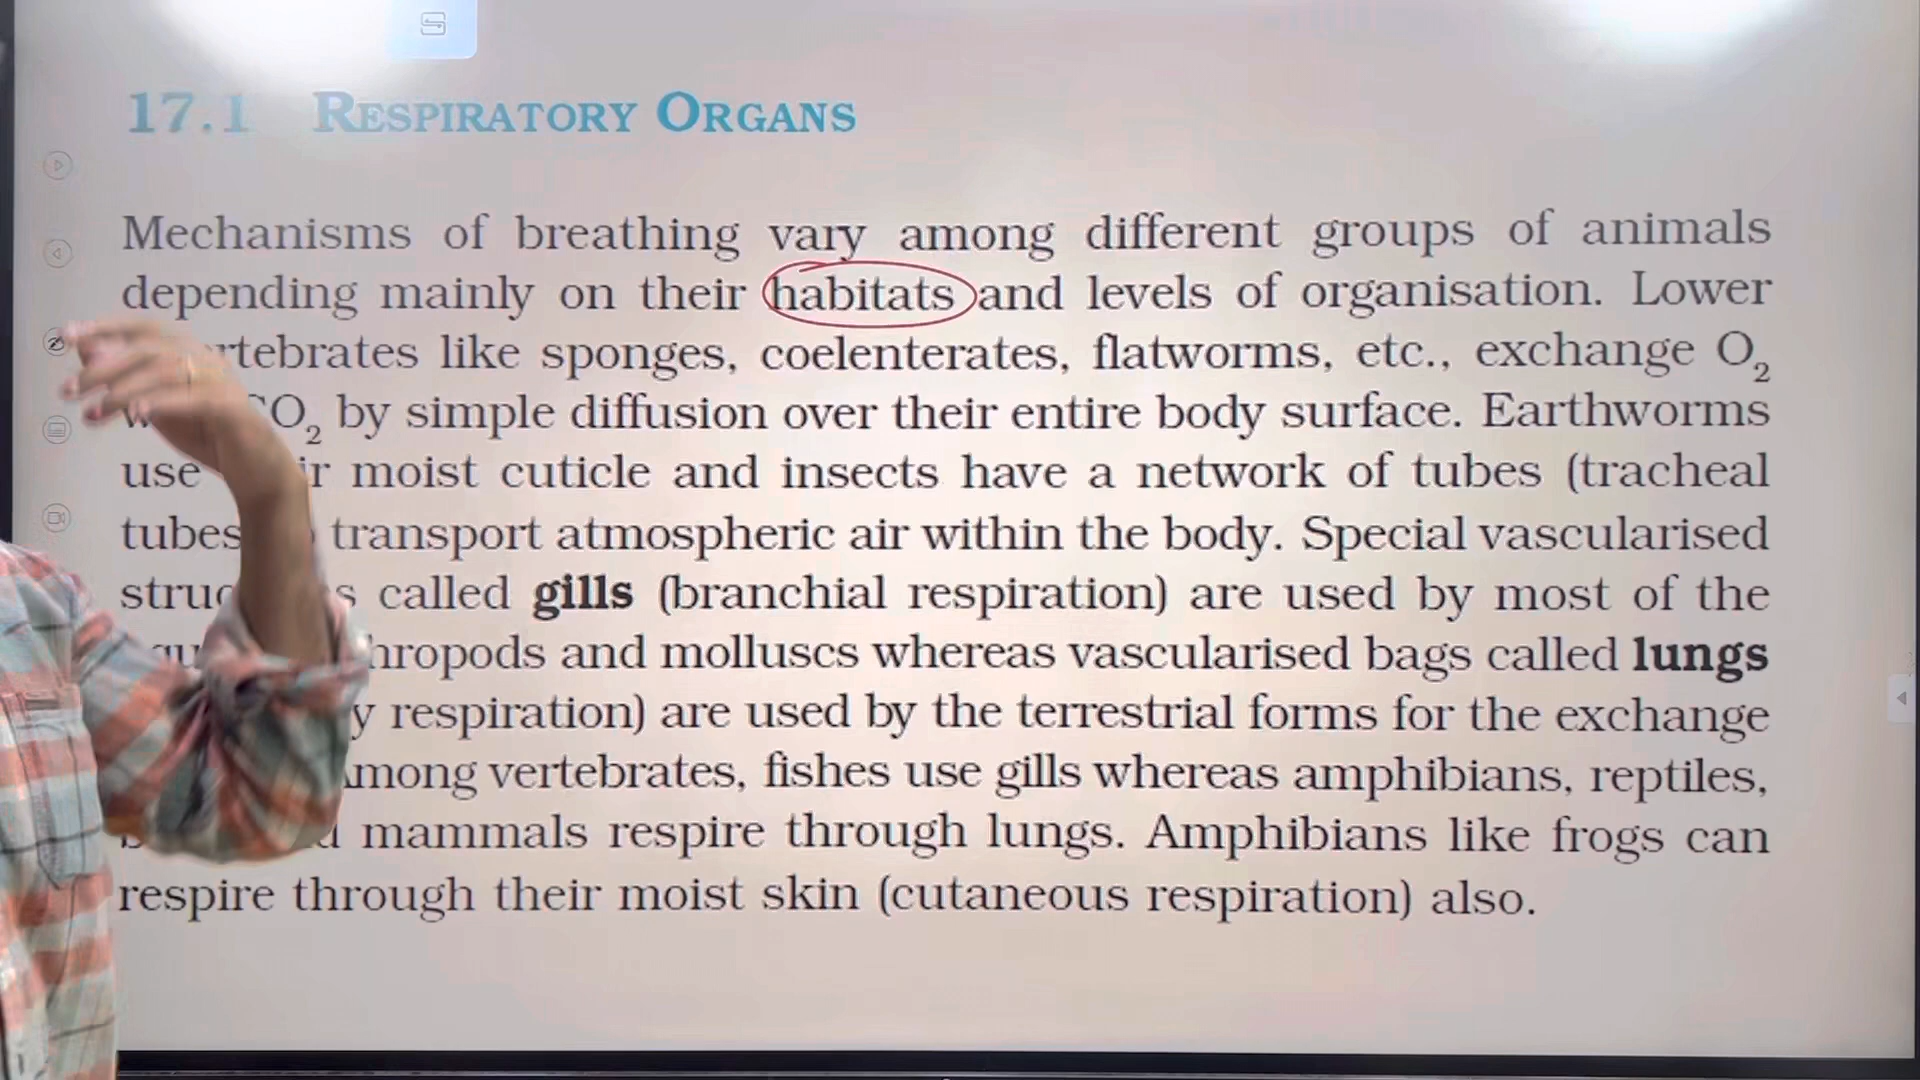 17.1 RESPIRATORY ORGANS
Mechanisms of breathing vary among different groups of animals
depending mainly on their habitats and levels of organisation. Lower
rtebrates like sponges, coelenterates, flatworms, etc., exchange O₂
O₂ by simple diffusion over their entire body surface. Earthworms
use ir moist cuticle and insects have a network of tubes (tracheal
tubes transport atmospheric air within the body. Special vascularised
struc s called gills (branchial respiration) are used by most of the
hropods and molluscs whereas vascularised bags called lungs
y respiration) are used by the terrestrial forms for the exchange
mong vertebrates, fishes use gills whereas amphibians, reptiles,
mammals respire through lungs. Amphibians like frogs can
respire through their moist skin (cutaneous respiration) also.